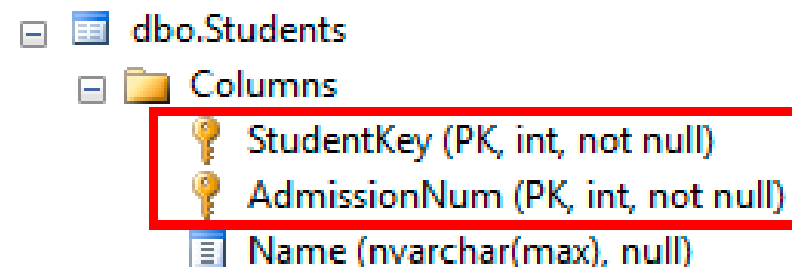 dbo.Students
Columns
StudentKey (PK, int, not null)
AdmissionNum (PK, int, not null)
Name (nvarchar(max), null)